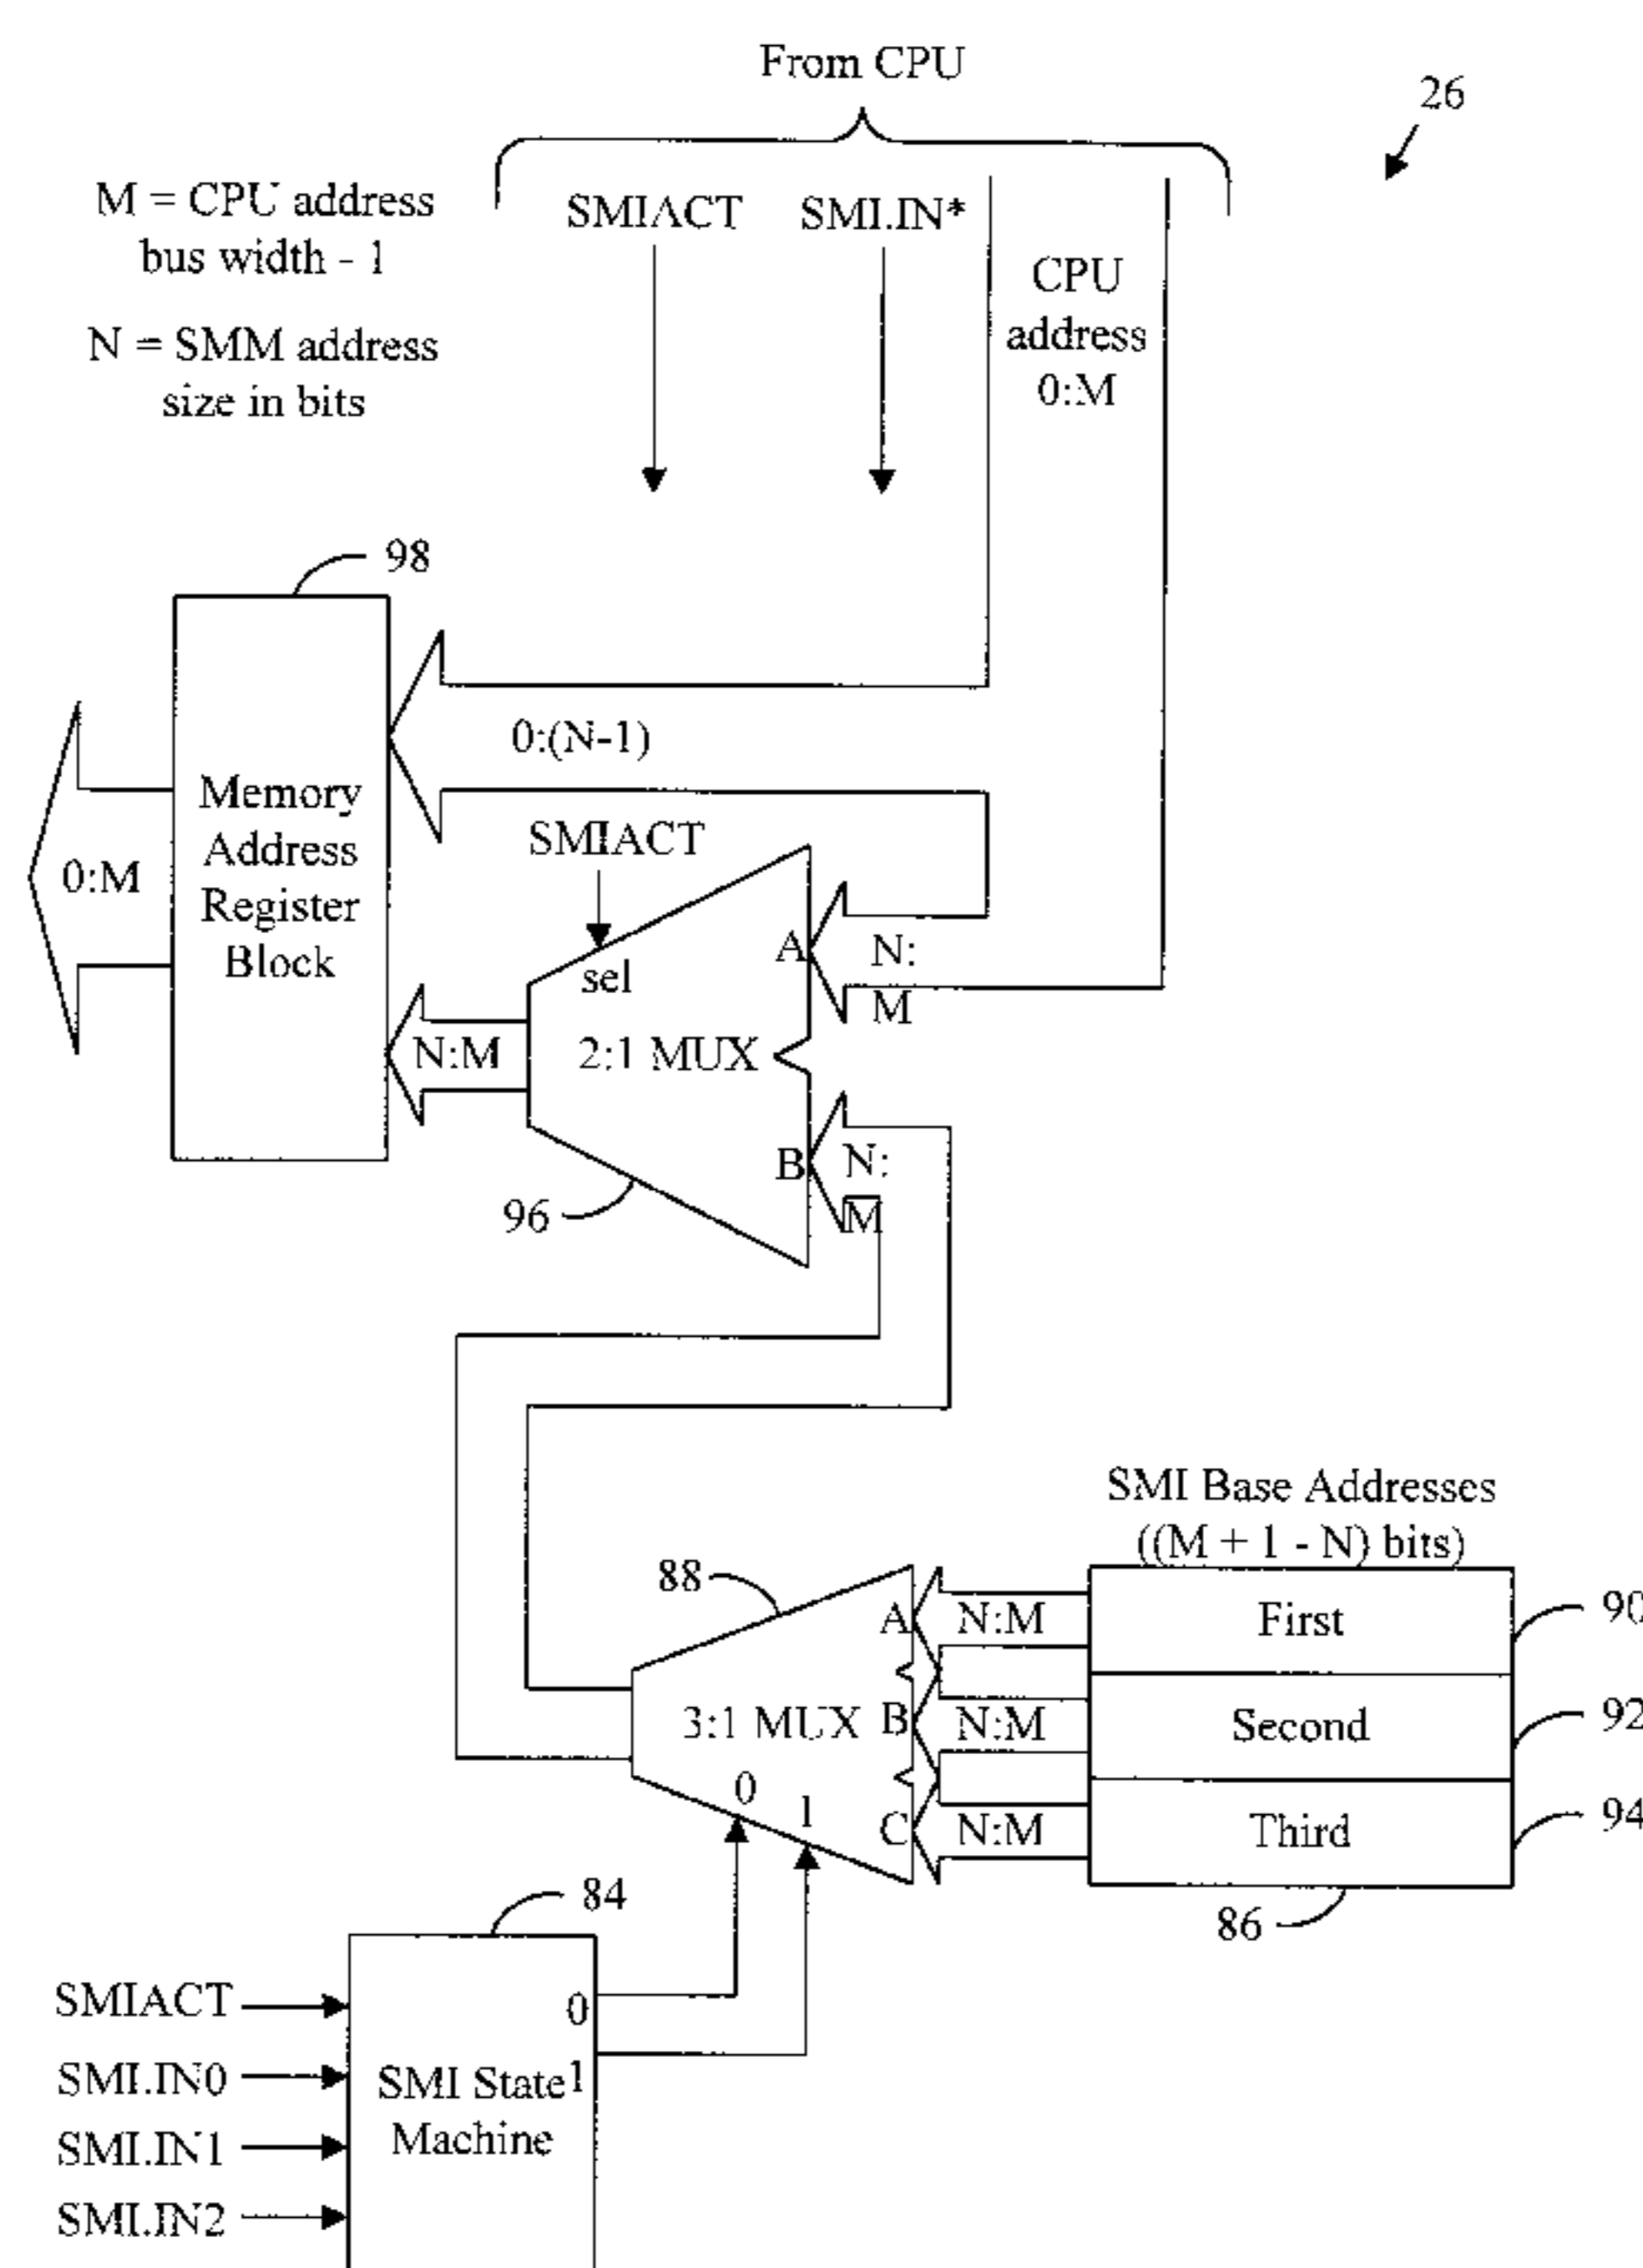 From CPU
26
M = CPU address
bus width - 1
SMIACT
SMI.IN*
CPU
address
0:M
N = SMM address
size in bits
98
0:(N-1)
Memory
Address
Register
Block
0:M
SMIACT
sel
A
N:
M
N:M
2:1 MUX
B
N:
M
96
SMI Base Addresses
((M + 1 - N) bits)
88
A
N:M
First
90
3:1 MUX
B
N:M
Second
92
0
1
C
N:M
Third
94
84
86
SMIACT
0
SMI.IN0
SMI State
1
Machine
SMI.IN1
SMI.IN2